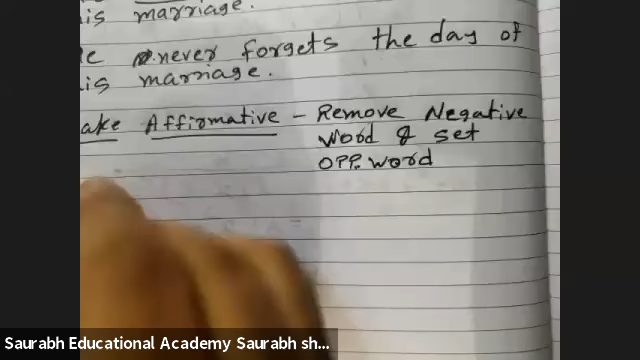 is marriage.
never forgets the day of
is marriage.
ake Affirmative - Remove Negative
word & set
opp. word
Saurabh Educational Academy Saurabh sh...